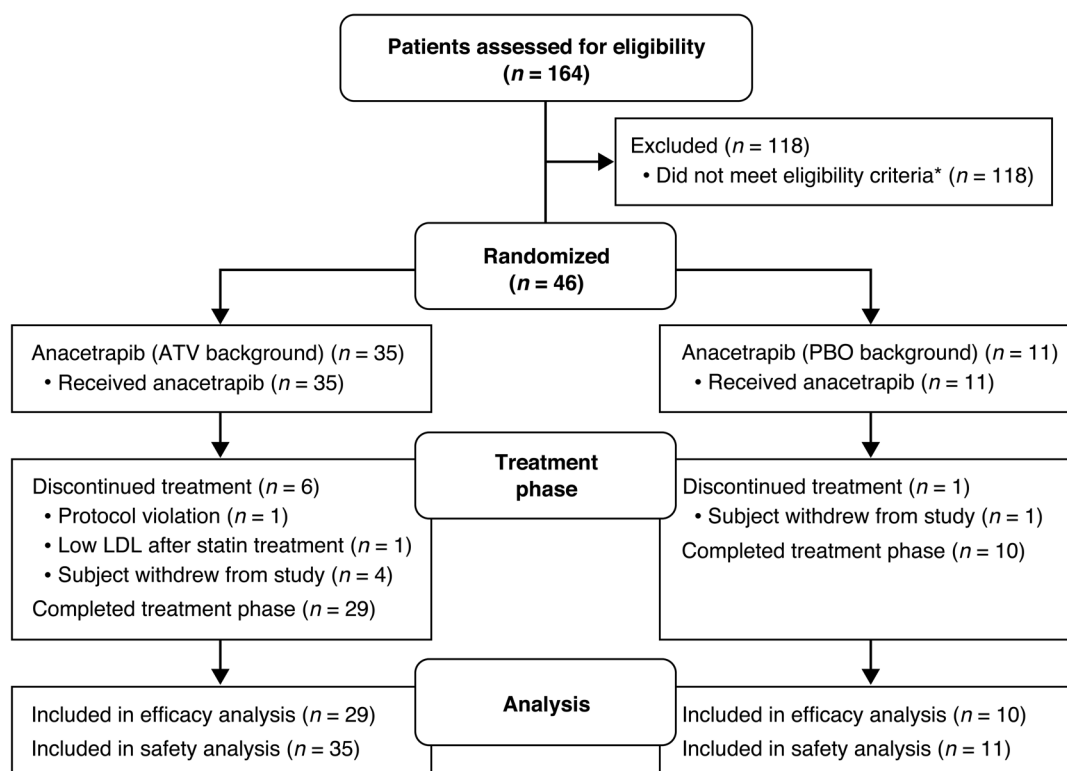 Patients assessed for eligibility
(n = 164)
Excluded (n = 118)
• Did not meet eligibility criteria* (n = 118)
Randomized
(n = 46)
Anacetrapib (ATV background) (n = 35)
• Received anacetrapib (n = 35)
Anacetrapib (PBO background) (n = 11)
• Received anacetrapib (n = 11)
Treatment
phase
Discontinued treatment (n = 6)
• Protocol violation (n = 1)
• Low LDL after statin treatment (n = 1)
• Subject withdrew from study (n = 4)
Completed treatment phase (n = 29)
Discontinued treatment (n = 1)
• Subject withdrew from study (n = 1)
Completed treatment phase (n = 10)
Analysis
Included in efficacy analysis (n = 29)
Included in safety analysis (n = 35)
Included in efficacy analysis (n = 10)
Included in safety analysis (n = 11)